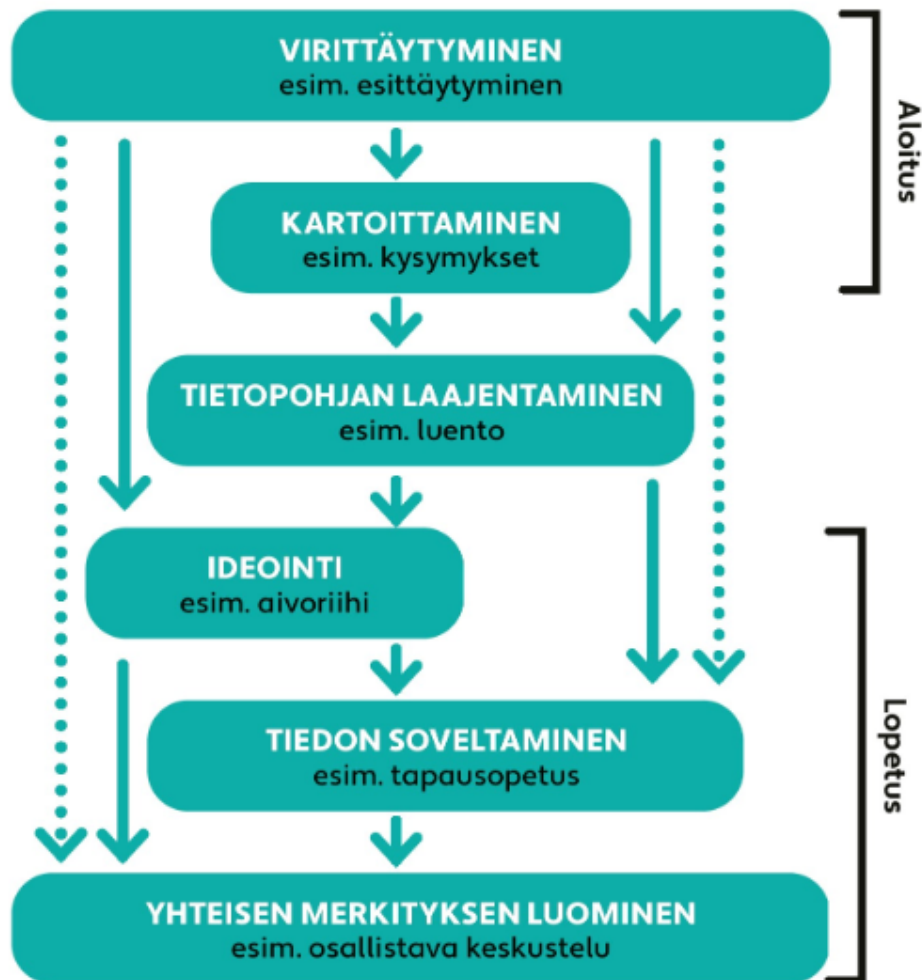 VIRITTÄYTYMINEN
esim. esittäytyminen
Aloitus
KARTOITTAMINEN
esim. kysymykset
TIETOPOHJAN LAAJENTAMINEN
esim. luento
IDEOINTI
esim. aivoriihi
Lopetus
TIEDON SOVELTAMINEN
esim. tapausopetus
YHTEISEN MERKITYKSEN LUOMINEN
esim. osallistava keskustelu